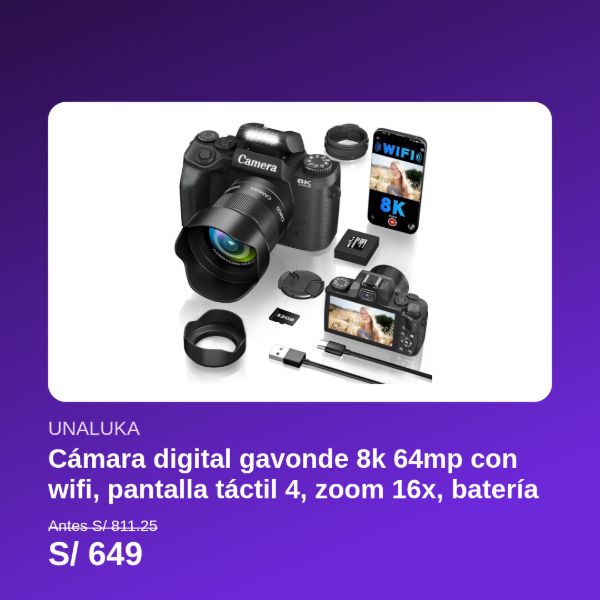 Camera
8K
WIFI
8K
32GB
UNALUKA
Cámara digital gavonde 8k 64mp con
wifi, pantalla táctil 4, zoom 16x, batería
Antes S/ 811.25
S/ 649